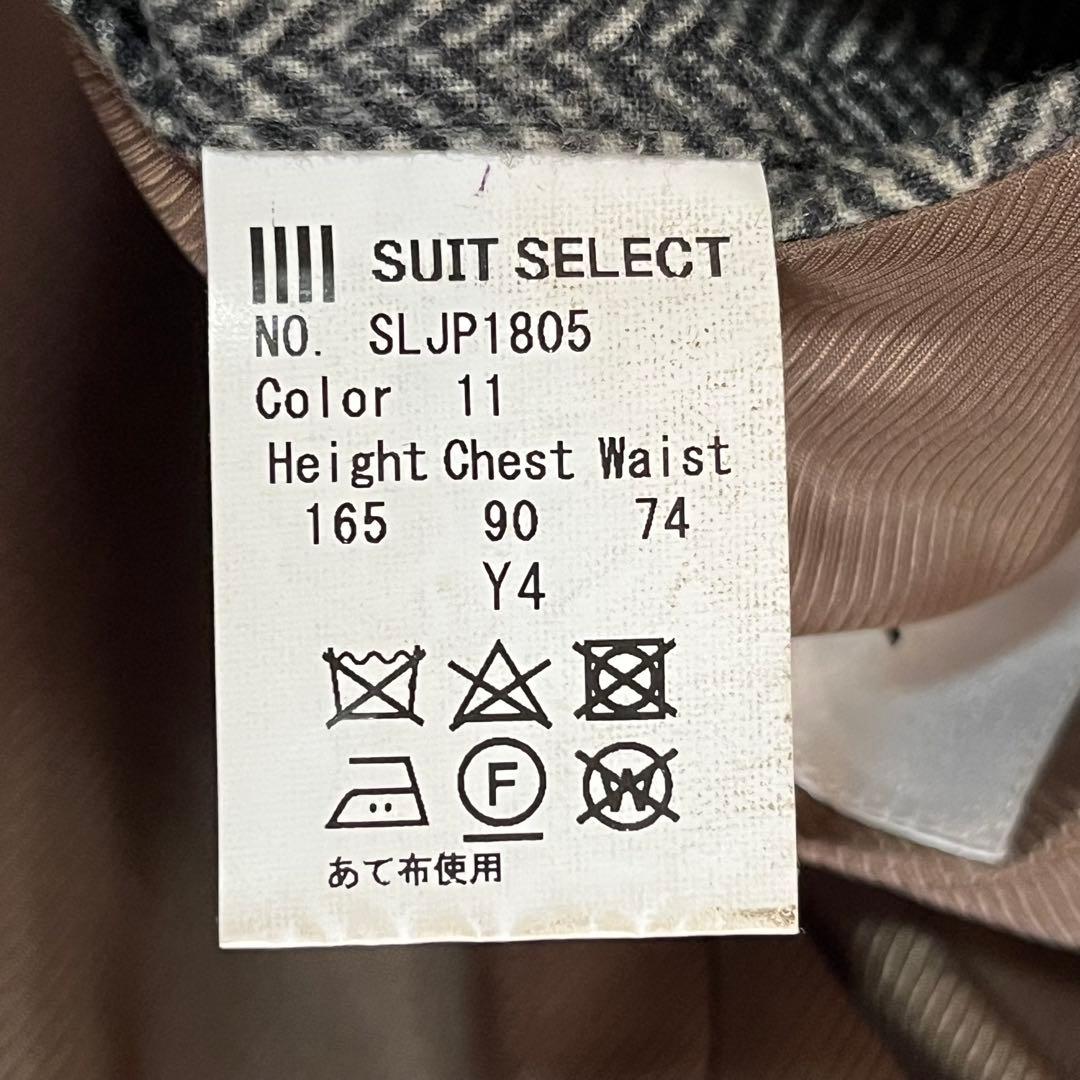 SUIT SELECT
NO. SLJP1805
Color 11
Height Chest Waist
165 90 74
Y4
F W
あて布使用